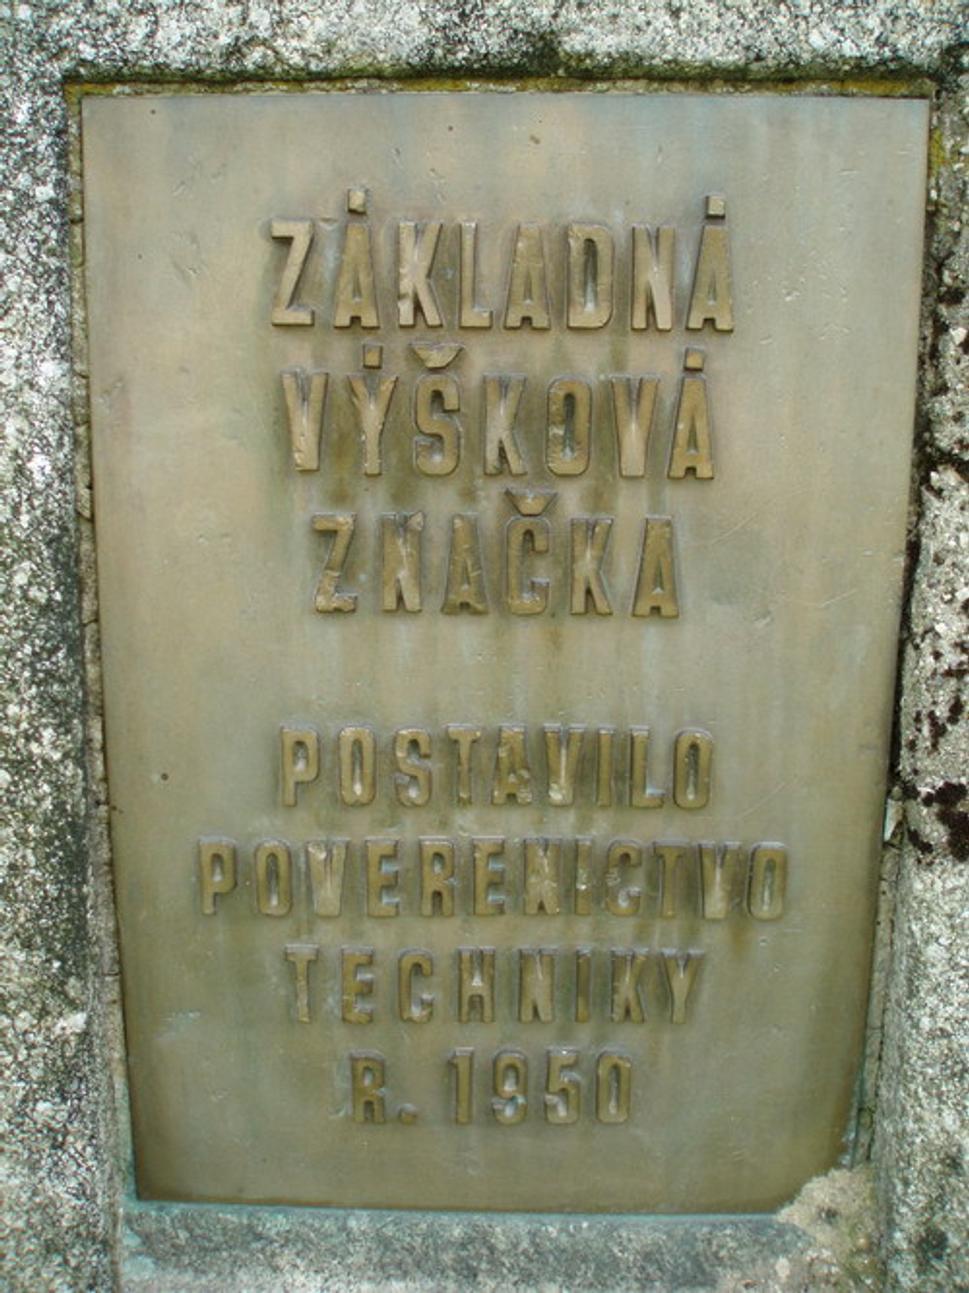 ZÁKLADNÁ
VÝŠKOVÁ
ZNAČKA
POSTAVILO
POVERENICTVO
TECHNIKY
R. 1950